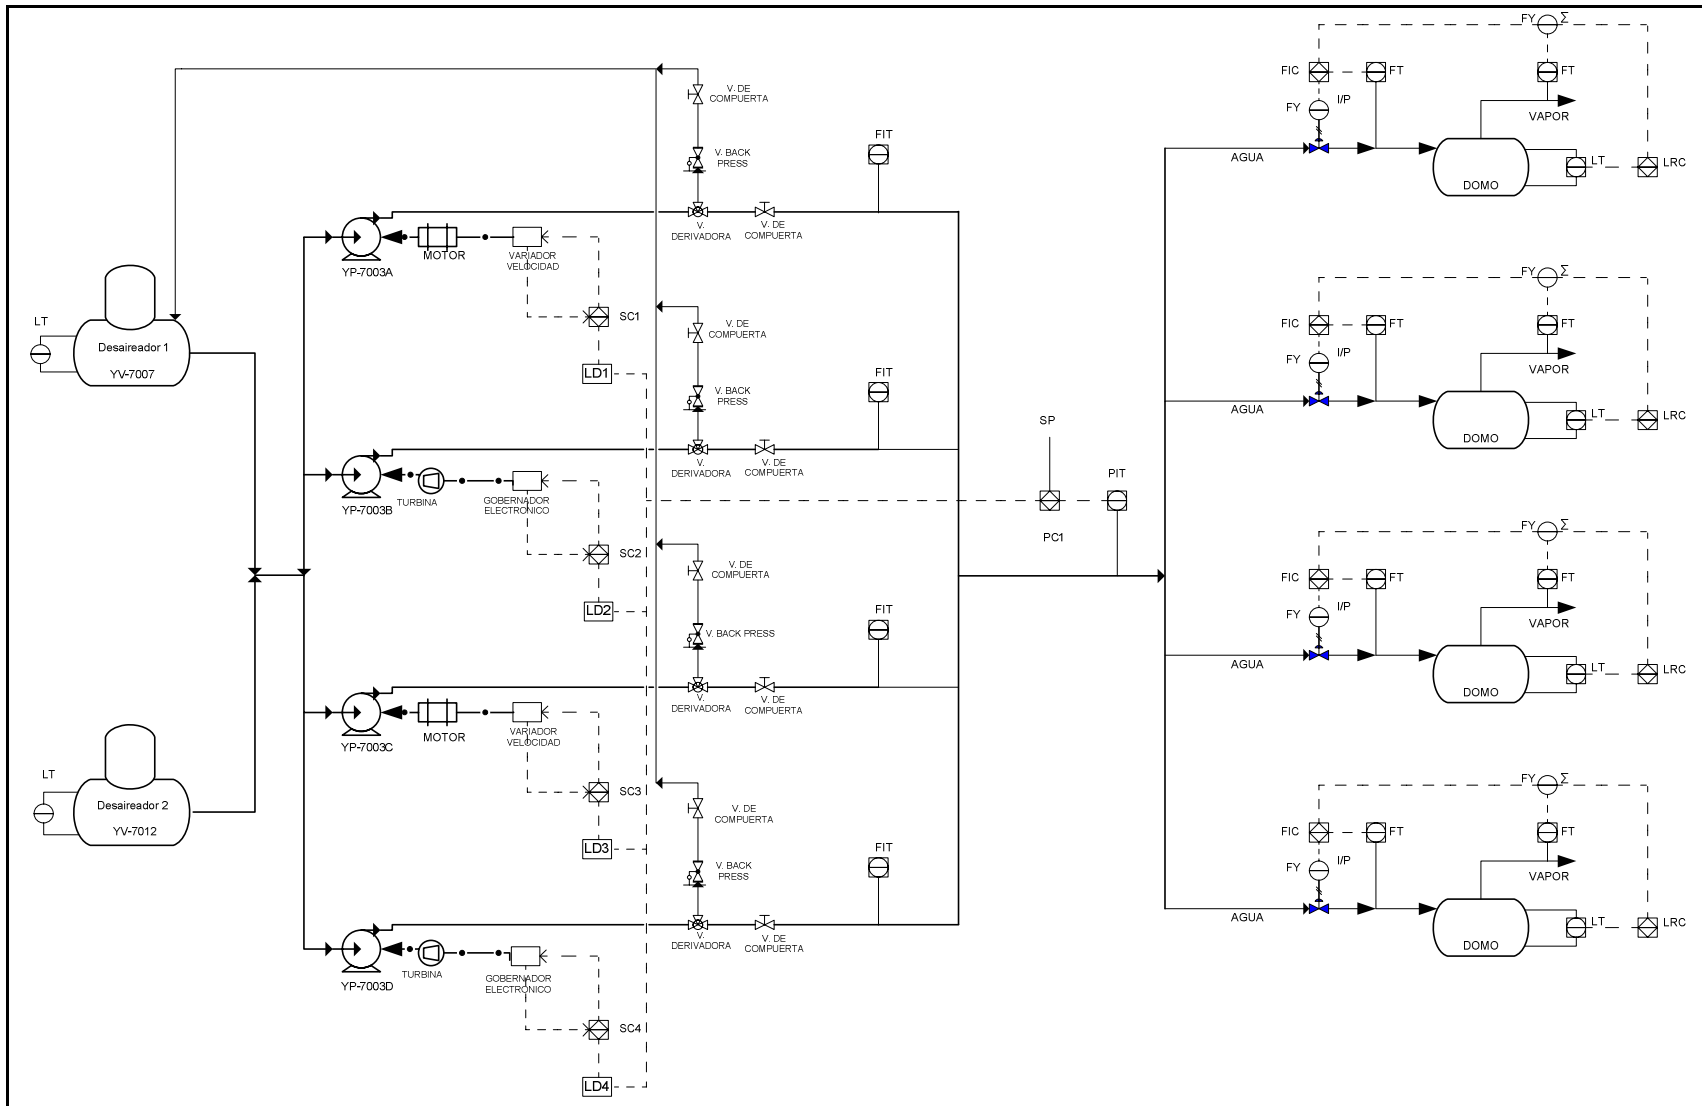 FY Σ
FIC
FT
FT
I/P
FY
VAPOR
AGUA
LT
LRC
DOMO
V. DE
COMPUERTA
V. BACK
PRESS
FIT
V.
DERIVADORA
V. DE
COMPUERTA
MOTOR
VARIADOR
VELOCIDAD
YP-7003A
SC1
LD1
LT
Desaireador 1
YV-7007
FY Σ
FIC
FT
FT
I/P
FY
VAPOR
AGUA
LT
LRC
DOMO
V. DE
COMPUERTA
V. BACK
PRESS
FIT
V.
DERIVADORA
V. DE
COMPUERTA
TURBINA
GOBERNADOR
ELECTRÓNICO
YP-7003B
SC2
LD2
SP
PIT
PC1
FY Σ
FIC
FT
FT
I/P
FY
VAPOR
AGUA
LT
LRC
DOMO
V. DE
COMPUERTA
V. BACK PRESS
FIT
V.
DERIVADORA
V. DE
COMPUERTA
MOTOR
VARIADOR
VELOCIDAD
YP-7003C
SC3
LD3
LT
Desaireador 2
YV-7012
FY Σ
FIC
FT
FT
I/P
FY
VAPOR
AGUA
LT
LRC
DOMO
V. DE
COMPUERTA
V. BACK
PRESS
FIT
V.
DERIVADORA
V. DE
COMPUERTA
TURBINA
GOBERNADOR
ELECTRÓNICO
YP-7003D
SC4
LD4